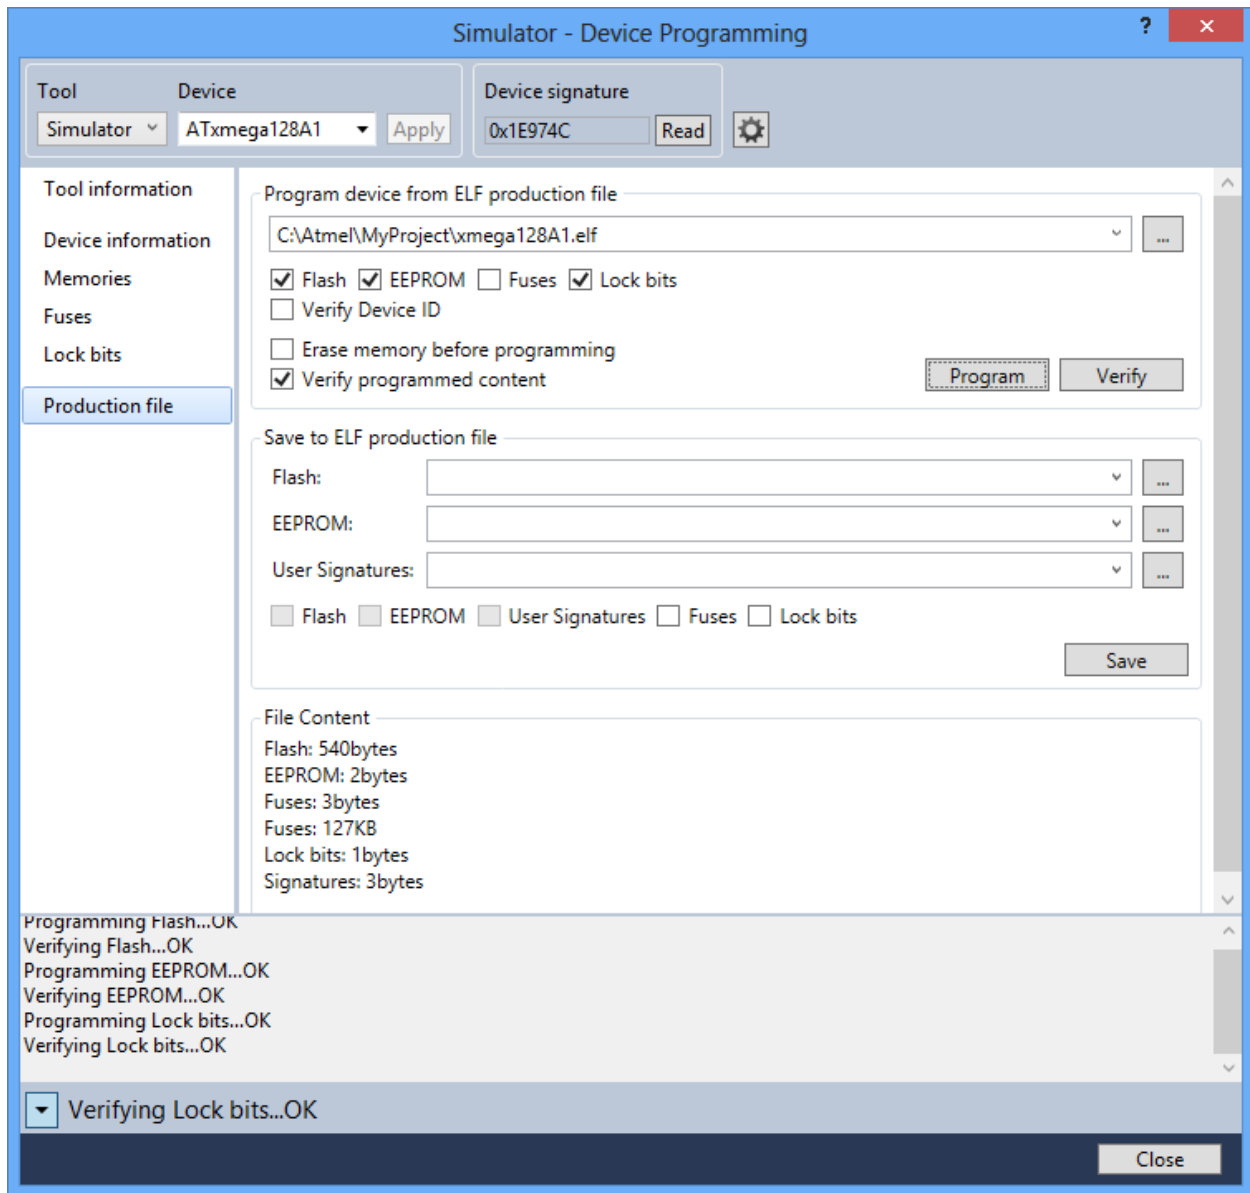 Simulator - Device Programming
?
Tool Device Device signature
Simulator ATxmega128A1 Apply 0x1E974C Read
Tool information
Device information
Memories
Fuses
Lock bits
Production file
Program device from ELF production file
C:\Atmel\MyProject\xmega128A1.elf ...
Flash EEPROM Fuses Lock bits
Verify Device ID
Erase memory before programming
Verify programmed content
Program Verify
Save to ELF production file
Flash: ...
EEPROM: ...
User Signatures: ...
Flash EEPROM User Signatures Fuses Lock bits
Save
File Content
Flash: 540bytes
EEPROM: 2bytes
Fuses: 3bytes
Fuses: 127KB
Lock bits: 1bytes
Signatures: 3bytes
Programming Flash...OK
Verifying Flash...OK
Programming EEPROM...OK
Verifying EEPROM...OK
Programming Lock bits...OK
Verifying Lock bits...OK
Verifying Lock bits...OK
Close